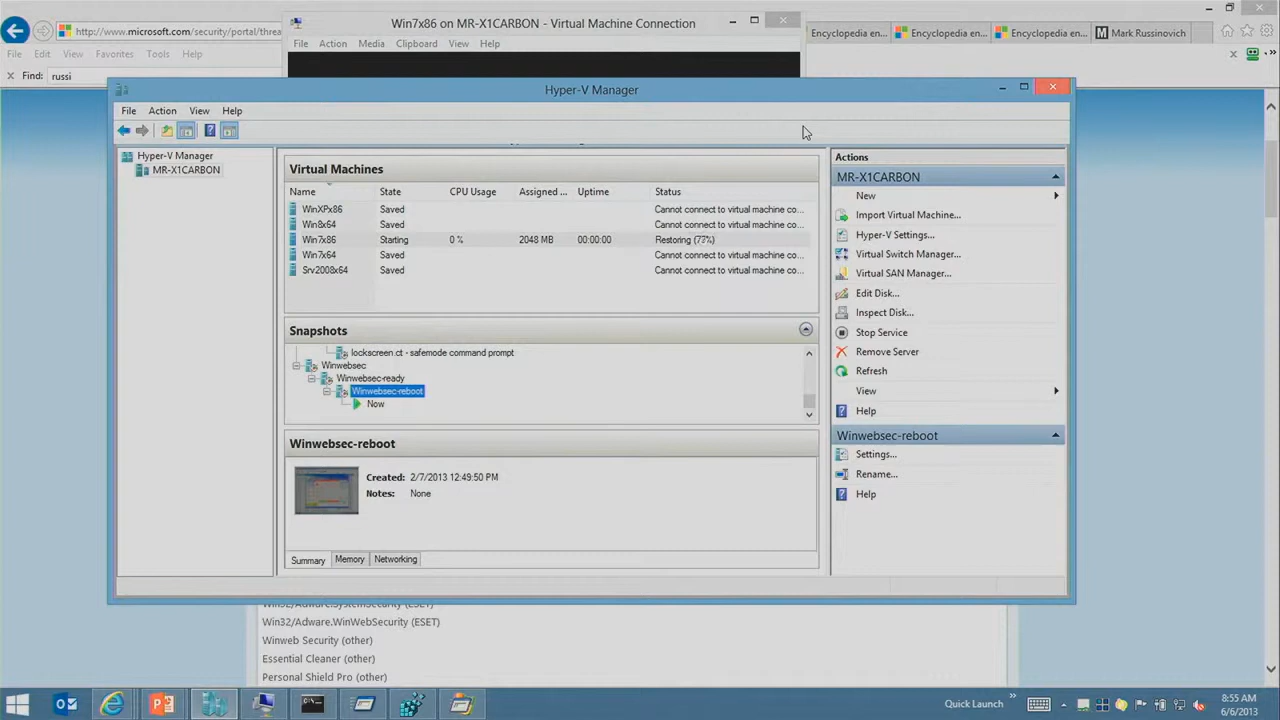 Win7x86 on MR-X1CARBON - Virtual Machine Connection
http://www.microsoft.com/security/portal/threa
Encyclopedia en...
Encyclopedia en...
Encyclopedia en...
Mark Russinovich
File Edit View Favorites Tools Help
File Action Media Clipboard View Help
Find: russi
Hyper-V Manager
File Action View Help
Hyper-V Manager
MR-X1CARBON
Virtual Machines
Name State CPU Usage Assigned ... Uptime Status
WinXPx86 Saved Cannot connect to virtual machine co...
Win8x64 Saved Cannot connect to virtual machine co...
Win7x86 Starting 0 % 2048 MB 00:00:00 Restoring (73%)
Win7x64 Saved Cannot connect to virtual machine co...
Srv2008x64 Saved Cannot connect to virtual machine co...
Snapshots
lockscreen ct - safemode command prompt
Winwebsec
Winwebsec-ready
Winwebsec-reboot
Now
Winwebsec-reboot
Created: 2/7/2013 12:49:50 PM
Notes: None
Summary Memory Networking
Actions
MR-X1CARBON
New
Import Virtual Machine...
Hyper-V Settings...
Virtual Switch Manager...
Virtual SAN Manager...
Edit Disk...
Inspect Disk...
Stop Service
Remove Server
Refresh
View
Help
Winwebsec-reboot
Settings...
Rename...
Help
Win32/Adware.SystemSecurity (ESET)
Win32/Adware.WinWebSecurity (ESET)
Winweb Security (other)
Essential Cleaner (other)
Personal Shield Pro (other)
Quick Launch
8:55 AM
6/6/2013